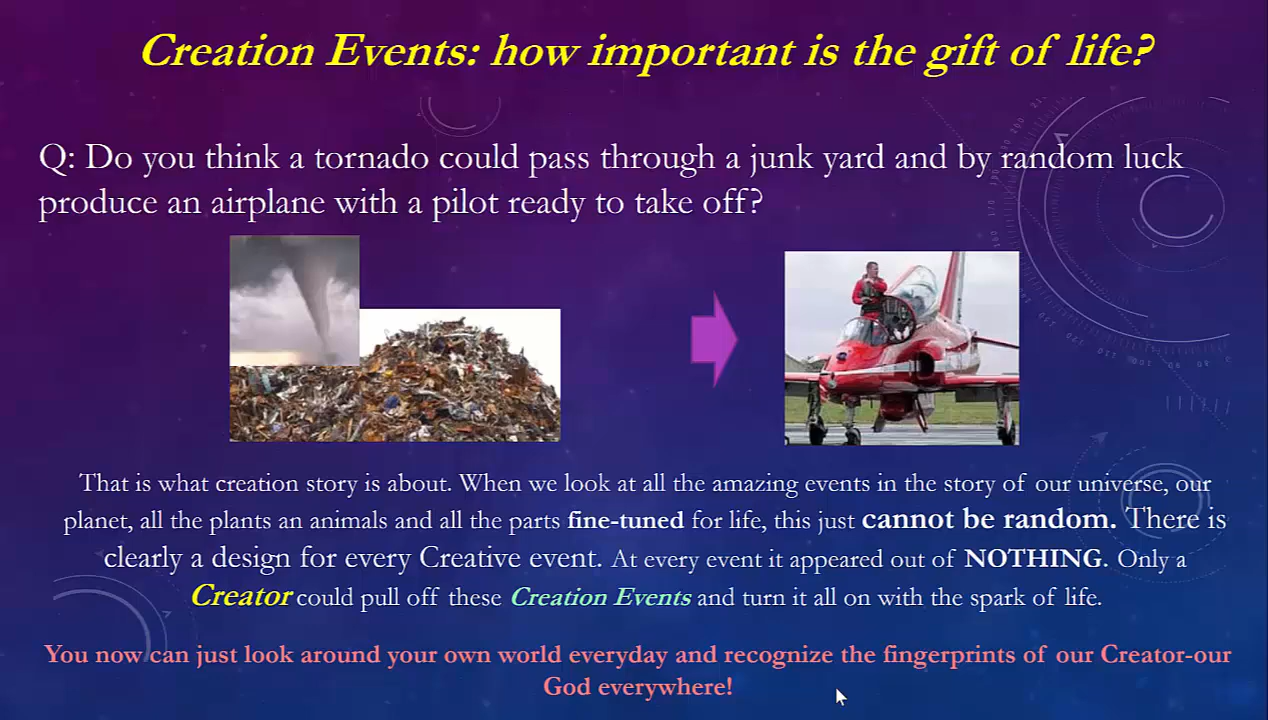 Creation Events: how important is the gift of life?
Q: Do you think a tornado could pass through a junk yard and by random luck
produce an airplane with a pilot ready to take off?
That is what creation story is about. When we look at all the amazing events in the story of our universe, our
planet, all the plants an animals and all the parts fine-tuned for life, this just cannot be random. There is
clearly a design for every Creative event. At every event it appeared out of NOTHING. Only a
Creator could pull off these Creation Events and turn it all on with the spark of life.
You now can just look around your own world everyday and recognize the fingerprints of our Creator-our
God everywhere!